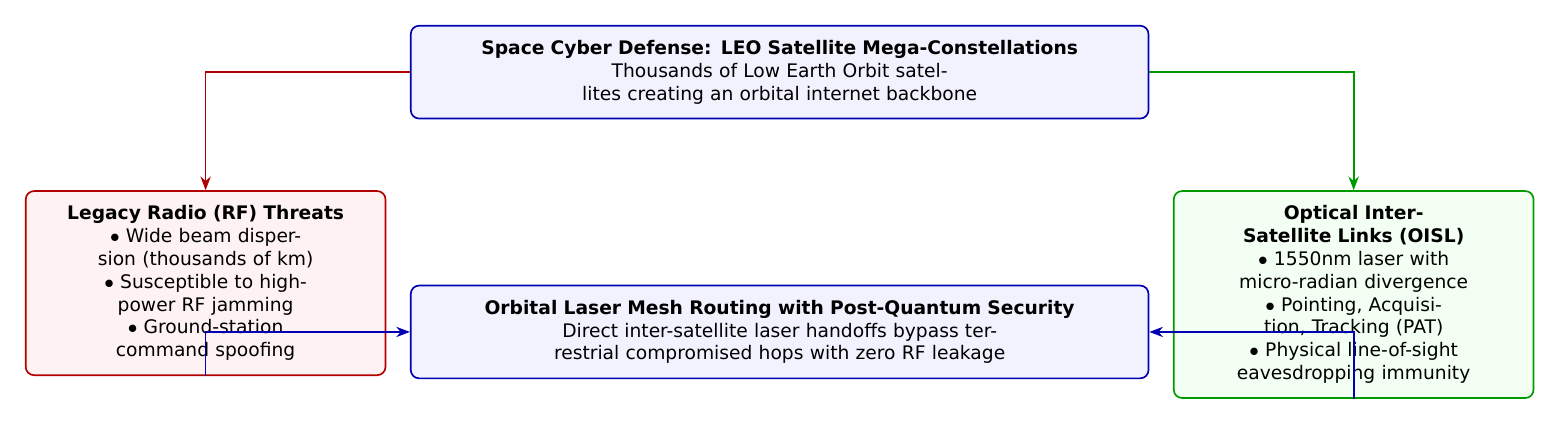 Space Cyber Defense: LEO Satellite Mega-Constellations
Thousands of Low Earth Orbit satel-
lites creating an orbital internet backbone
Legacy Radio (RF) Threats
• Wide beam disper-
sion (thousands of km)
• Susceptible to high-
power RF jamming
• Ground-station
command spoofing
Optical Inter-
Satellite Links (OISL)
• 1550nm laser with
micro-radian divergence
• Pointing, Acquisi-
tion, Tracking (PAT)
• Physical line-of-sight
eavesdropping immunity
Orbital Laser Mesh Routing with Post-Quantum Security
Direct inter-satellite laser handoffs bypass ter-
restrial compromised hops with zero RF leakage